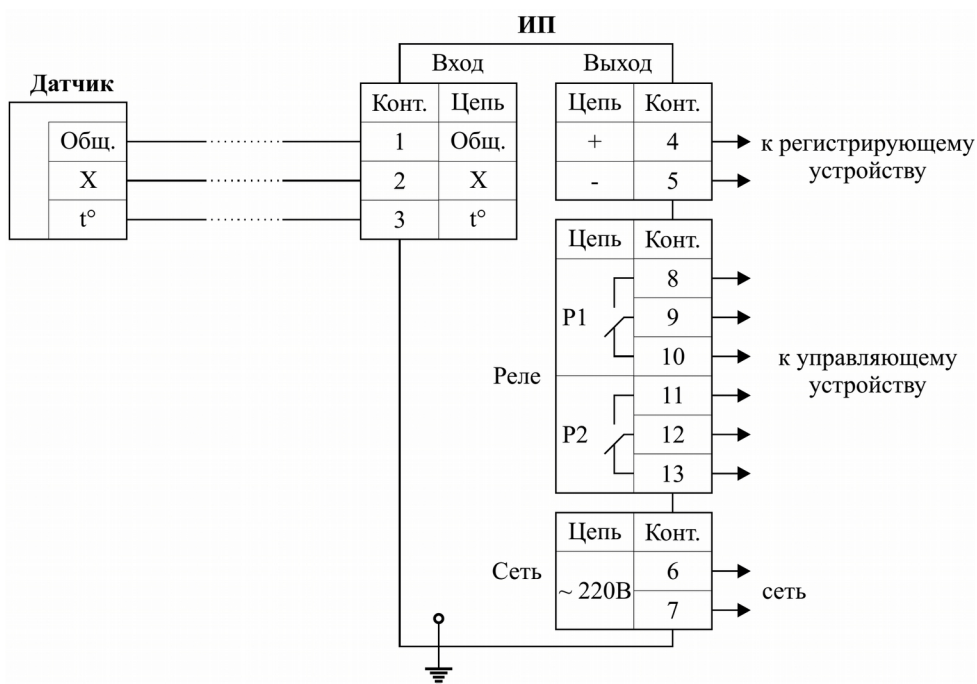 ИП
Датчик
Общ.
X
t°
Вход
Конт. Цепь
1 Общ.
2 X
3 t°
Выход
Цепь Конт.
+ 4
- 5
к регистрирующему
устройству
Реле
Цепь Конт.
P1
8
9
10
P2
11
12
13
к управляющему
устройству
Сеть
Цепь Конт.
~ 220В
6
7
сеть